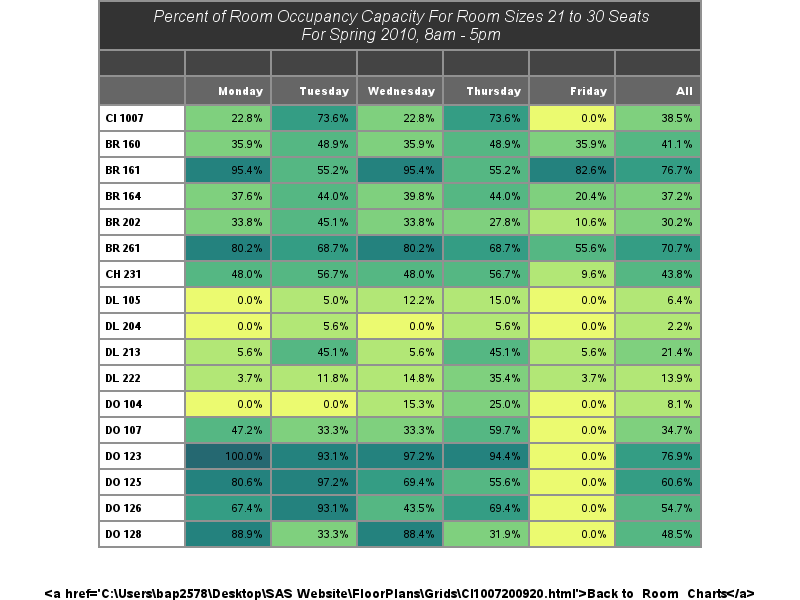 Percent of Room Occupancy Capacity For Room Sizes 21 to 30 Seats
For Spring 2010, 8am - 5pm
Monday Tuesday Wednesday Thursday Friday All
CI 1007 22.8% 73.6% 22.8% 73.6% 0.0% 38.5%
BR 160 35.9% 48.9% 35.9% 48.9% 35.9% 41.1%
BR 161 95.4% 55.2% 95.4% 55.2% 82.6% 76.7%
BR 164 37.6% 44.0% 39.8% 44.0% 20.4% 37.2%
BR 202 33.8% 45.1% 33.8% 27.8% 10.6% 30.2%
BR 261 80.2% 68.7% 80.2% 68.7% 55.6% 70.7%
CH 231 48.0% 56.7% 48.0% 56.7% 9.6% 43.8%
DL 105 0.0% 5.0% 12.2% 15.0% 0.0% 6.4%
DL 204 0.0% 5.6% 0.0% 5.6% 0.0% 2.2%
DL 213 5.6% 45.1% 5.6% 45.1% 5.6% 21.4%
DL 222 3.7% 11.8% 14.8% 35.4% 3.7% 13.9%
DO 104 0.0% 0.0% 15.3% 25.0% 0.0% 8.1%
DO 107 47.2% 33.3% 33.3% 59.7% 0.0% 34.7%
DO 123 100.0% 93.1% 97.2% 94.4% 0.0% 76.9%
DO 125 80.6% 97.2% 69.4% 55.6% 0.0% 60.6%
DO 126 67.4% 93.1% 43.5% 69.4% 0.0% 54.7%
DO 128 88.9% 33.3% 88.4% 31.9% 0.0% 48.5%
<a href='C:\Users\bap2578\Desktop\SAS Website\FloorPlans\Grids\CI1007200920.html'>Back to Room Charts</a>